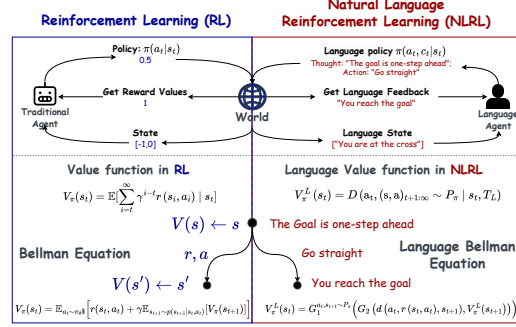 Reinforcement Learning (RL)
Natural Language
Reinforcement Learning (NLRL)
Policy: π(a_t|s_t)
0.5
Language policy π(a_t, c_t|s_t)
Thought: "The goal is one-step ahead";
Action: "Go straight"
Get Reward Values
1
Get Language Feedback
"You reach the goal"
Traditional
Agent
World
Language
Agent
State
[-1,0]
Language State
["You are at the cross"]
Value function in RL
Language Value function in NLRL
V_π(s_t) = 𝔼[∑_{i=t}^{∞} γ^{i-t} r(s_i, a_i) | s_t]
V_π^L(s_t) = D(a_t, (s, a)_{t+1:∞} ∼ P_π | s_t, T_L)
V(s) ← s
The Goal is one-step ahead
Bellman Equation
r, a
Go straight
Language Bellman
Equation
V(s′) ← s′
You reach the goal
V_π(s_t) = 𝔼_{a_t∼π_θ$}[r(s_t, a_t) + γ𝔼_{s_{t+1}∼p(s_{t+1}|s_t,a_t)}[V_π(s_{t+1})]]
V_π^L(s_t) = G_1^{a_t,s_{t+1}∼P_π}(G_2(d(a_t, r(s_t, a_t), s_{t+1}), V_π^L(s_{t+1})))